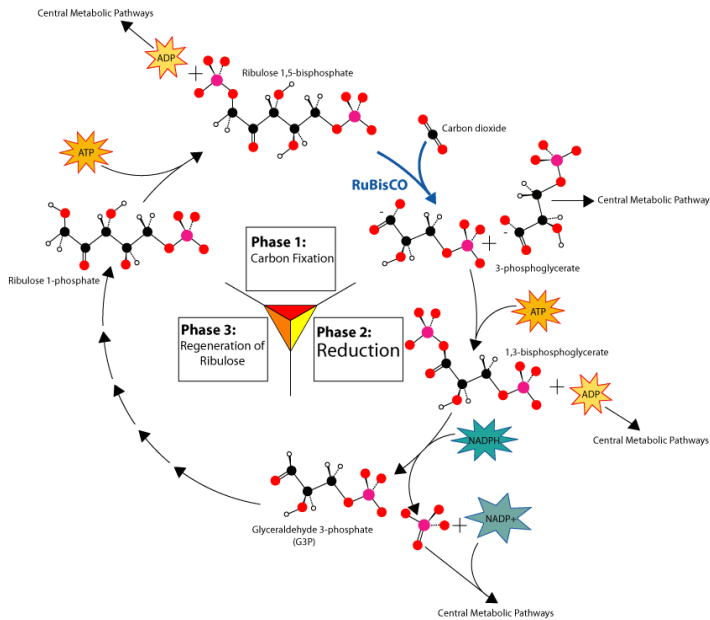 Central Metabolic Pathways
ADP
+
Ribulose 1,5-bisphosphate
Carbon dioxide
ATP
RuBisCO
Central Metabolic Pathway
-
+
-
3-phosphoglycerate
Ribulose 1-phosphate
Phase 1:
Carbon Fixation
Phase 3:
Regeneration of
Ribulose
Phase 2:
Reduction
ATP
1,3-bisphosphoglycerate
+
ADP
Central Metabolic Pathways
NADPH
Glyceraldehyde 3-phosphate
(G3P)
+
NADP+
Central Metabolic Pathways